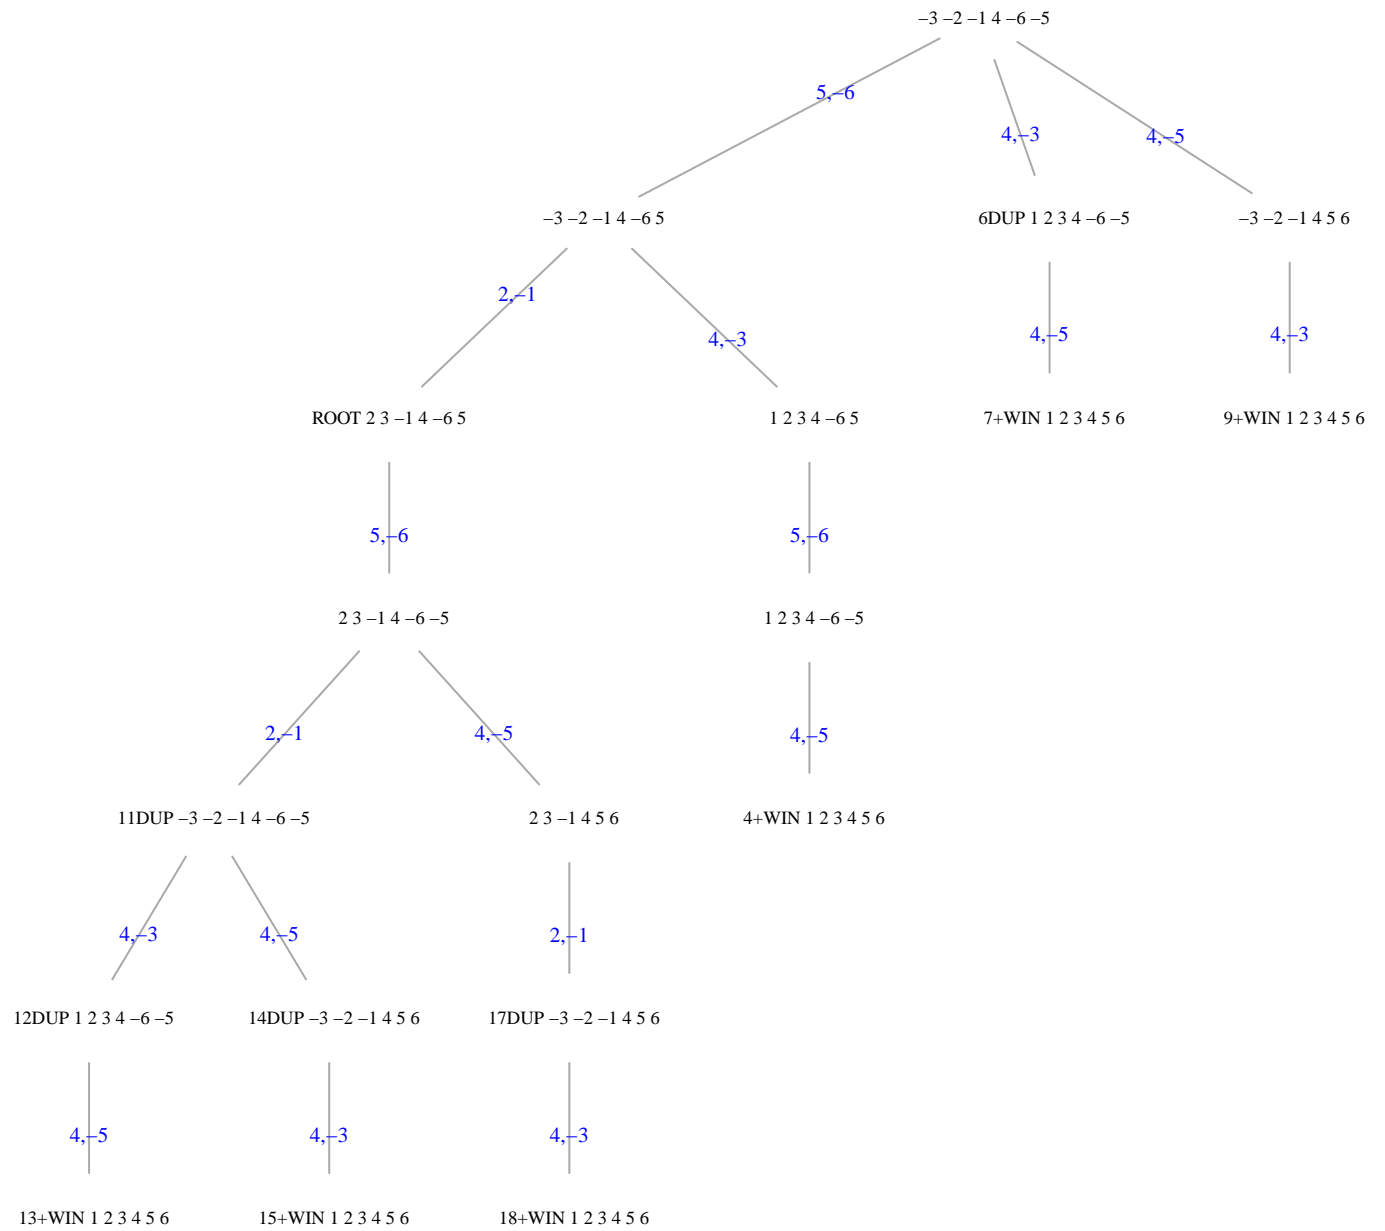 –3 –2 –1 4 –6 –5
5,–6
4,–3
4,–5
–3 –2 –1 4 –6 5
6DUP 1 2 3 4 –6 –5
–3 –2 –1 4 5 6
2,–1
4,–3
4,–5
4,–3
ROOT 2 3 –1 4 –6 5
1 2 3 4 –6 5
7+WIN 1 2 3 4 5 6
9+WIN 1 2 3 4 5 6
5,–6
5,–6
2 3 –1 4 –6 –5
1 2 3 4 –6 –5
2,–1
4,–5
4,–5
11DUP –3 –2 –1 4 –6 –5
2 3 –1 4 5 6
4+WIN 1 2 3 4 5 6
4,–3
4,–5
2,–1
12DUP 1 2 3 4 –6 –5
14DUP –3 –2 –1 4 5 6
17DUP –3 –2 –1 4 5 6
4,–5
4,–3
4,–3
13+WIN 1 2 3 4 5 6
15+WIN 1 2 3 4 5 6
18+WIN 1 2 3 4 5 6